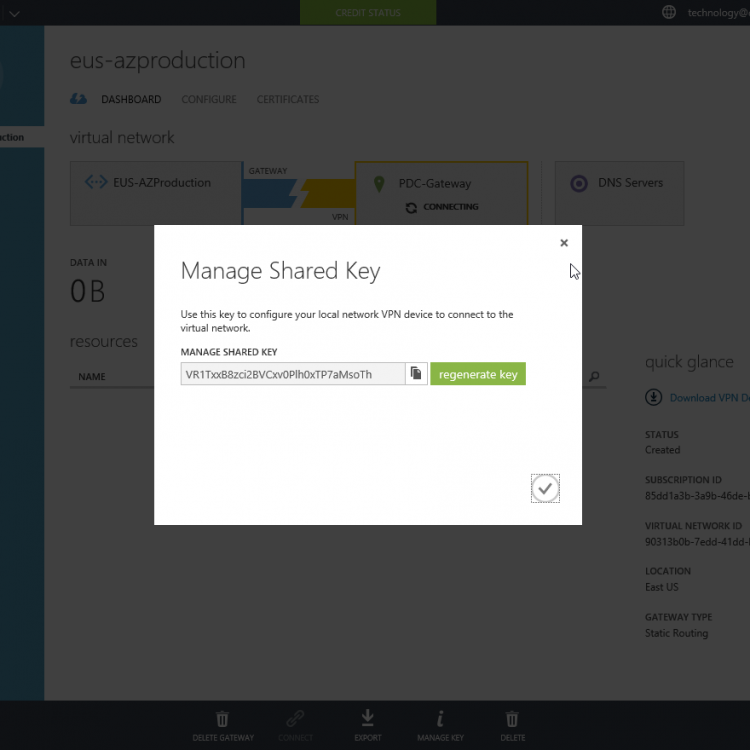 CREDIT STATUS
eus-azproduction
DASHBOARD CONFIGURE CERTIFICATES
virtual network
GATEWAY
EUS-AZProduction
PDC-Gateway
DNS Servers
CONNECTING
VPN
DATA IN
0B
resources
NAME
Manage Shared Key
Use this key to configure your local network VPN device to connect to the
virtual network.
MANAGE SHARED KEY
VR1TxxB8zci2BVCxv0Plh0xTP7aMsoTh
regenerate key
quick glance
Download VPN
STATUS
Created
SUBSCRIPTION ID
85dd1a3b-3a9b-46de-
VIRTUAL NETWORK ID
90313b0b-7edd-41dd-
LOCATION
East US
GATEWAY TYPE
Static Routing
DELETE GATEWAY CONNECT EXPORT MANAGE KEY DELETE